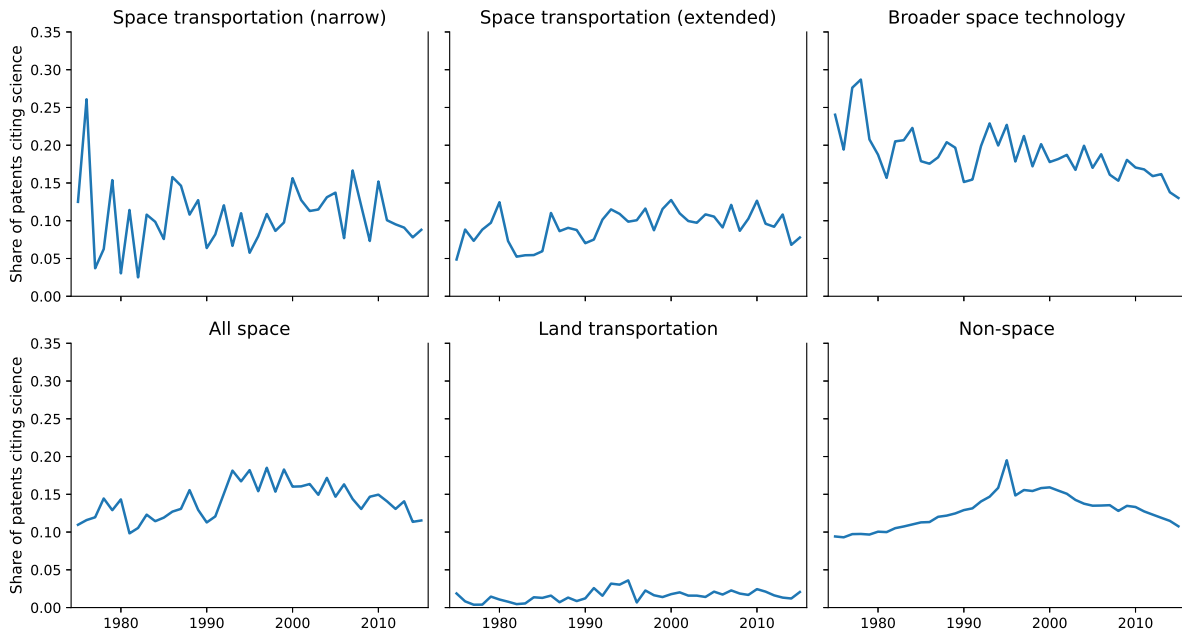 Space transportation (narrow)
Space transportation (extended)
Broader space technology
Share of patents citing science
0.35
0.30
0.25
0.20
0.15
0.10
0.05
0.00
All space
Land transportation
Non-space
Share of patents citing science
0.35
0.30
0.25
0.20
0.15
0.10
0.05
0.00
1980 1990 2000 2010
1980 1990 2000 2010
1980 1990 2000 2010